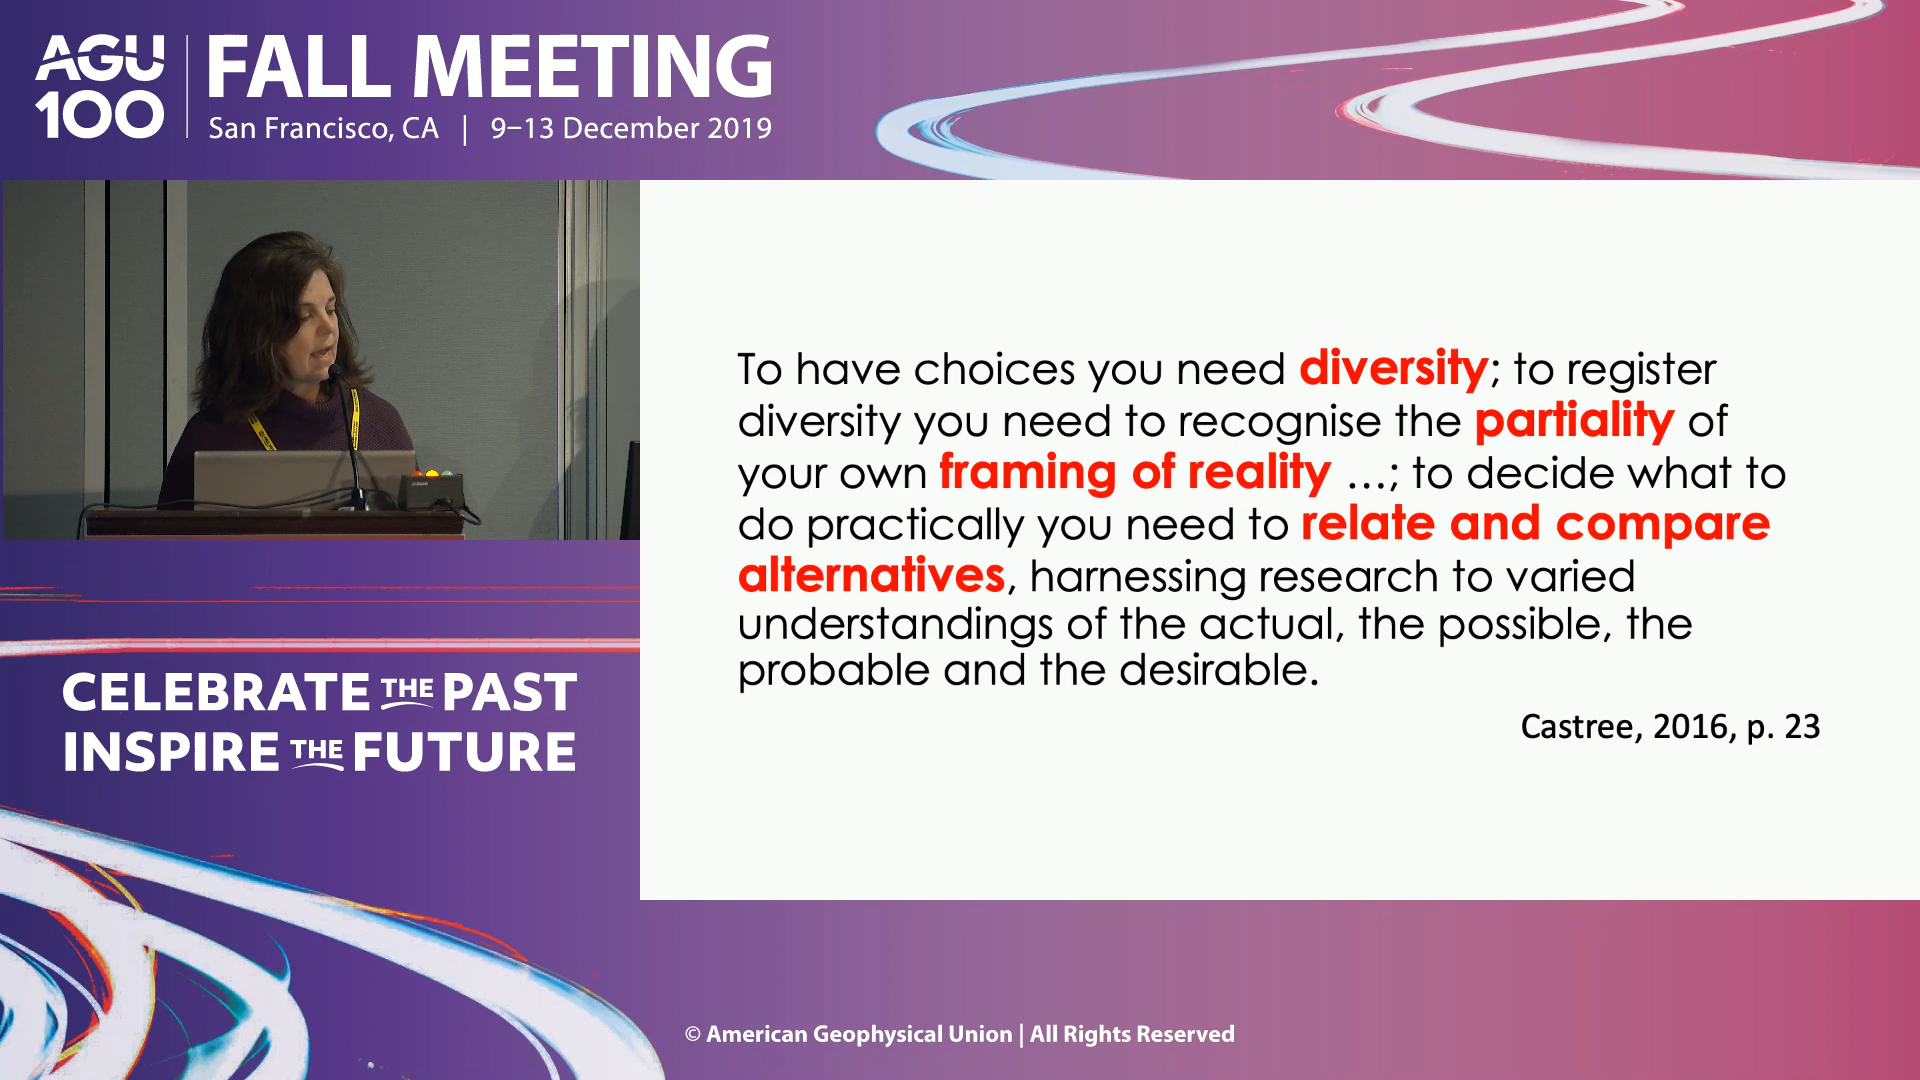 AGU
100
FALL MEETING
San Francisco, CA | 9–13 December 2019
To have choices you need diversity; to register
diversity you need to recognise the partiality of
your own framing of reality …; to decide what to
do practically you need to relate and compare
alternatives, harnessing research to varied
understandings of the actual, the possible, the
probable and the desirable.
Castree, 2016, p. 23
CELEBRATE THE PAST
INSPIRE THE FUTURE
© American Geophysical Union | All Rights Reserved